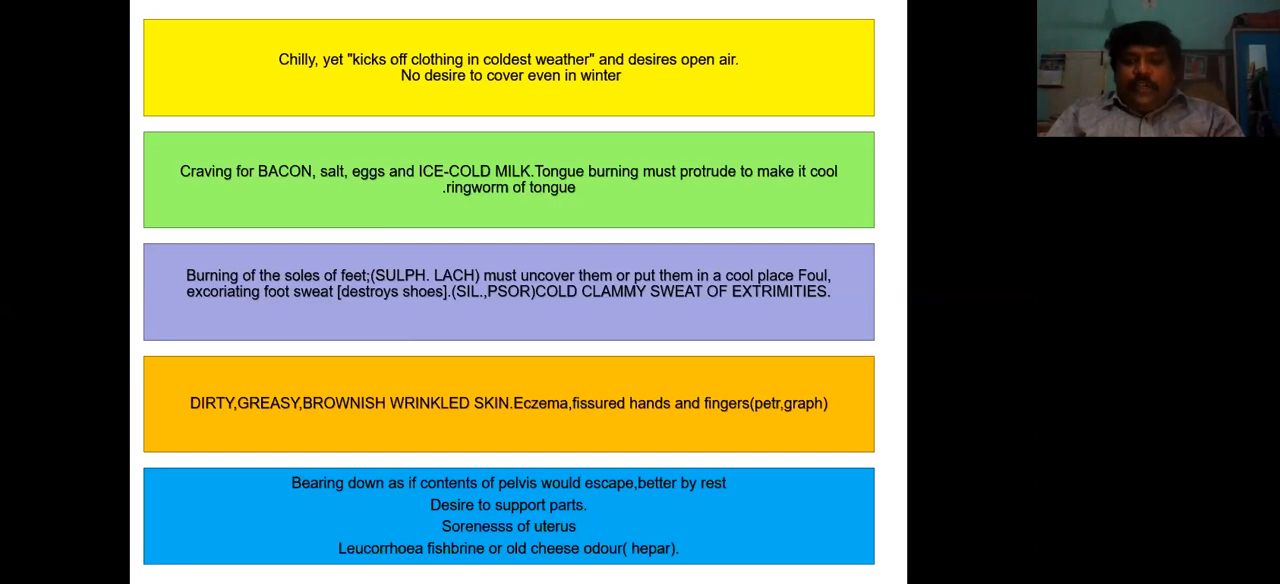 Chilly, yet "kicks off clothing in coldest weather" and desires open air.
No desire to cover even in winter
Craving for BACON, salt, eggs and ICE-COLD MILK.Tongue burning must protrude to make it cool
.ringworm of tongue
Burning of the soles of feet;(SULPH. LACH) must uncover them or put them in a cool place Foul,
excoriating foot sweat [destroys shoes].(SIL.,PSOR)COLD CLAMMY SWEAT OF EXTRIMITIES.
DIRTY,GREASY,BROWNISH WRINKLED SKIN.Eczema,fissured hands and fingers(petr,graph)
Bearing down as if contents of pelvis would escape,better by rest
Desire to support parts.
Sorenesss of uterus
Leucorrhoea fishbrine or old cheese odour( hepar).